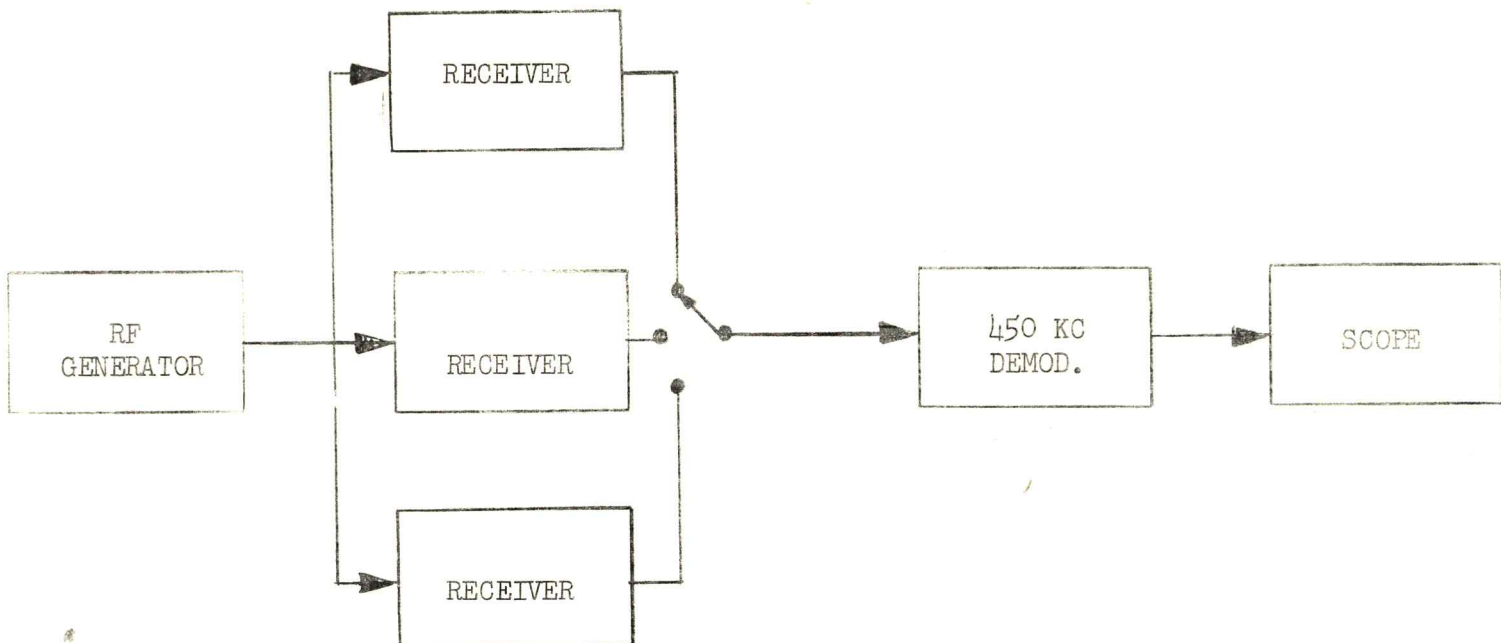 RECEIVER
RF
GENERATOR
RECEIVER
450 KC
DEMOD.
SCOPE
RECEIVER